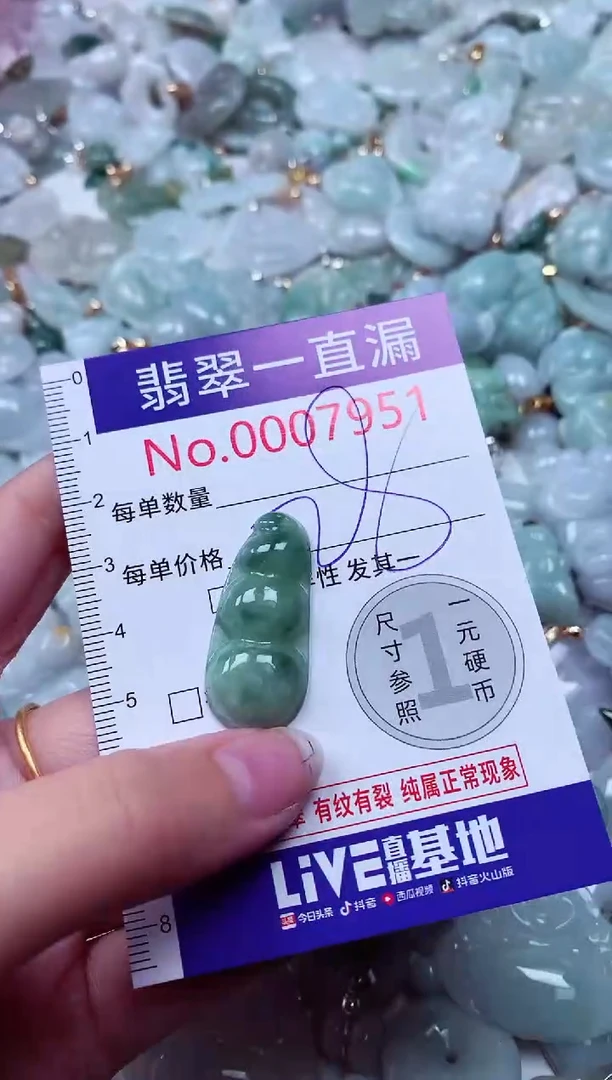 翡翠一直漏
No.0007951
每单数量
每单价格 28
性 发其一
尺寸参照
1
一元硬币
有纹有裂 纯属正常现象
LiVE直播基地
头条 今日头条 抖音 西瓜视频 抖音火山版
0
1
2
3
4
5
8